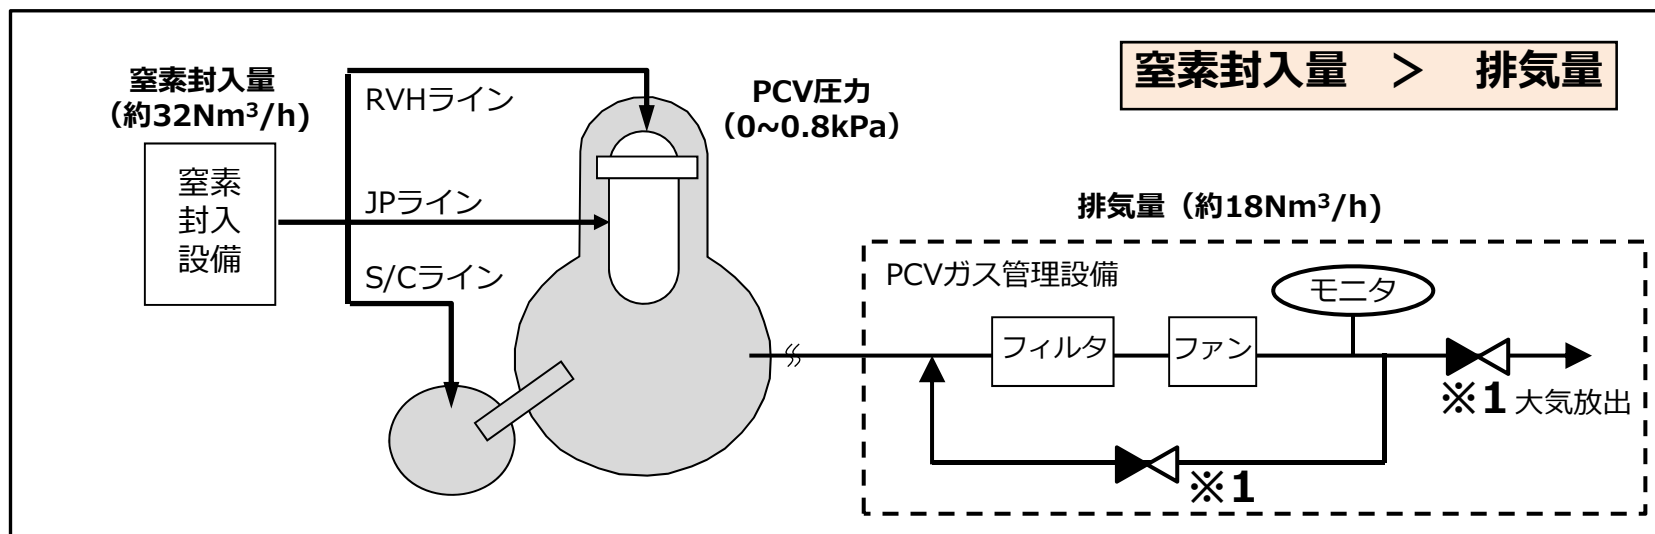 窒素封入量 > 排気量
窒素封入量
(約32Nm³/h)
RVHライン
PCV圧力
(0~0.8kPa)
窒素
封入
設備
JPライン
S/Cライン
排気量(約18Nm³/h)
PCVガス管理設備
モニタ
フィルタ
ファン
※1 大気放出
※1